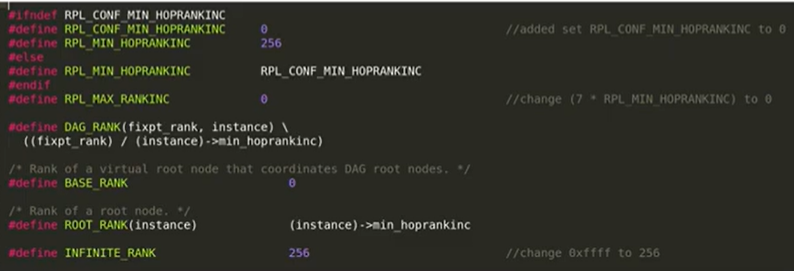 #ifndef RPL_CONF_MIN_HOPRANKINC
#define RPL_CONF_MIN_HOPRANKINC 0 //added set RPL_CONF_MIN_HOPRANKINC to 0
#define RPL_MIN_HOPRANKINC 256
#else
#define RPL_MIN_HOPRANKINC RPL_CONF_MIN_HOPRANKINC
#endif
#define RPL_MAX_RANKINC 0 //change (7 * RPL_MIN_HOPRANKINC) to 0
#define DAG_RANK(fixpt_rank, instance) \
((fixpt_rank) / (instance)->min_hoprankinc)
/* Rank of a virtual root node that coordinates DAG root nodes. */
#define BASE_RANK 0
/* Rank of a root node. */
#define ROOT_RANK(instance) (instance)->min_hoprankinc
#define INFINITE_RANK 256 //change 0xffff to 256